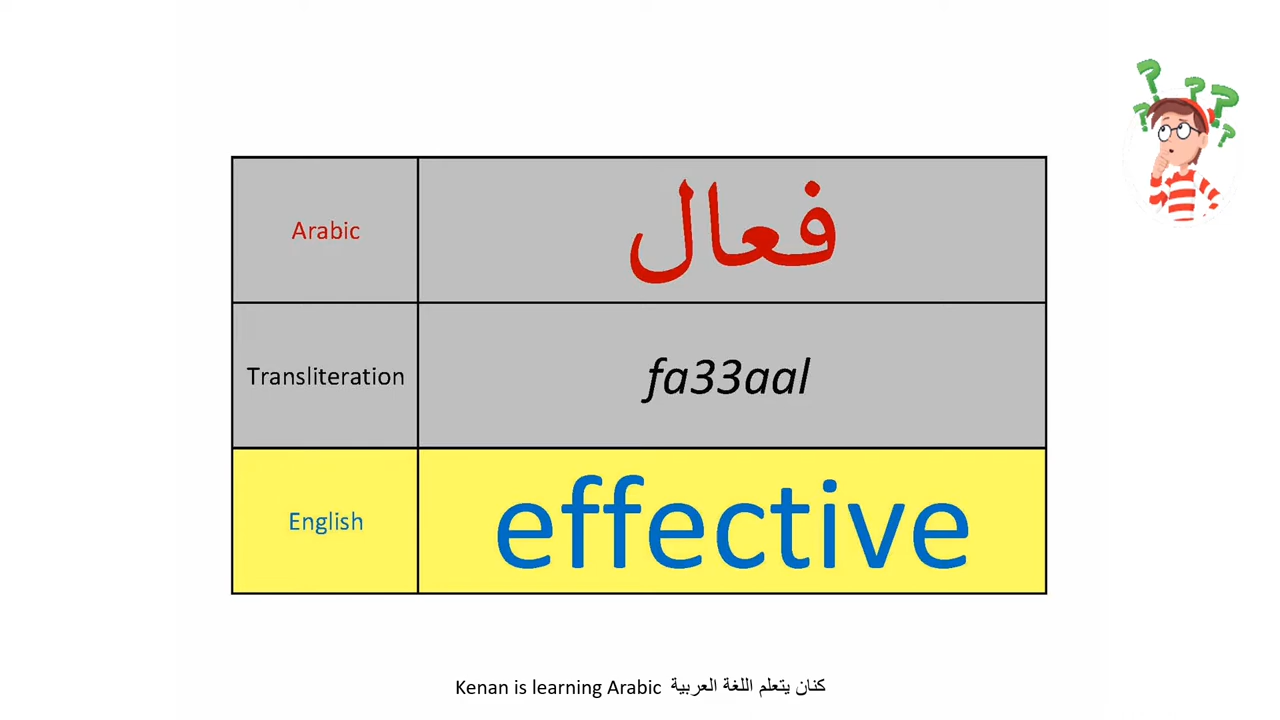 Arabic فعال
Transliteration fa33aal
English effective
Kenan is learning Arabic كنان يتعلم اللغة العربية